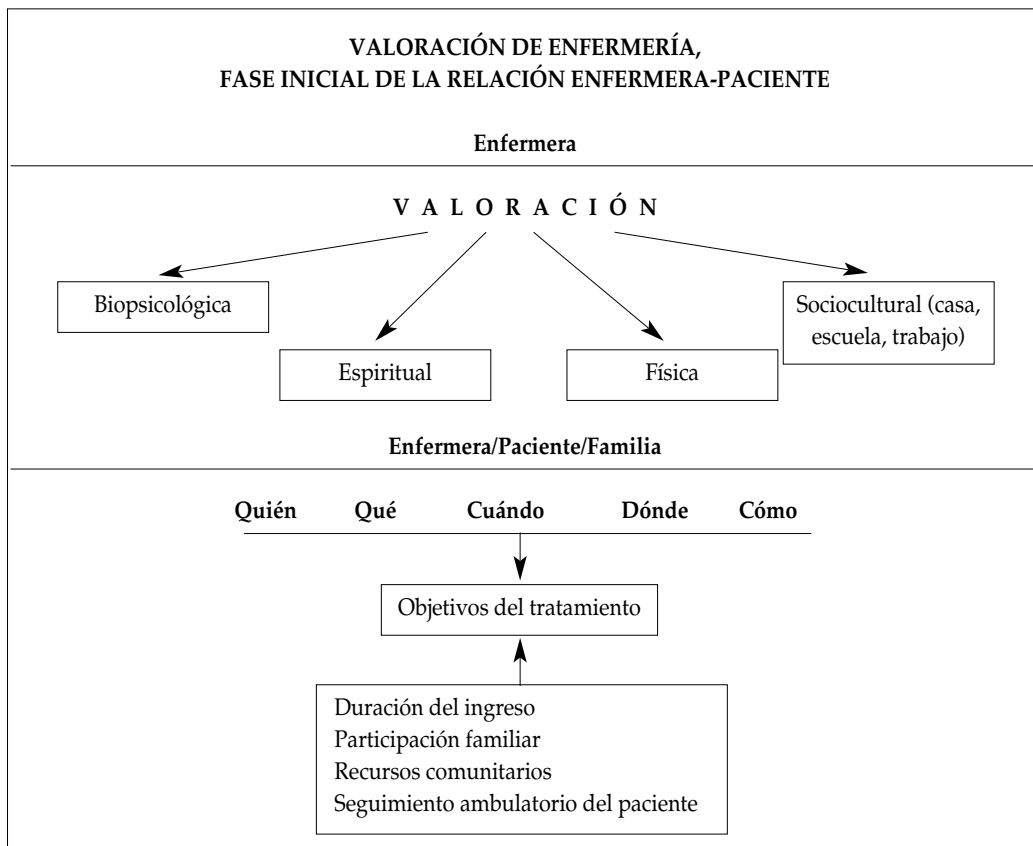 VALORACIÓN DE ENFERMERÍA,
FASE INICIAL DE LA RELACIÓN ENFERMERA-PACIENTE
Enfermera
V A L O R A C I Ó N
Biopsicológica
Sociocultural (casa,
escuela, trabajo)
Espiritual
Física
Enfermera/Paciente/Familia
Quién Qué Cuándo Dónde Cómo
Objetivos del tratamiento
Duración del ingreso
Participación familiar
Recursos comunitarios
Seguimiento ambulatorio del paciente